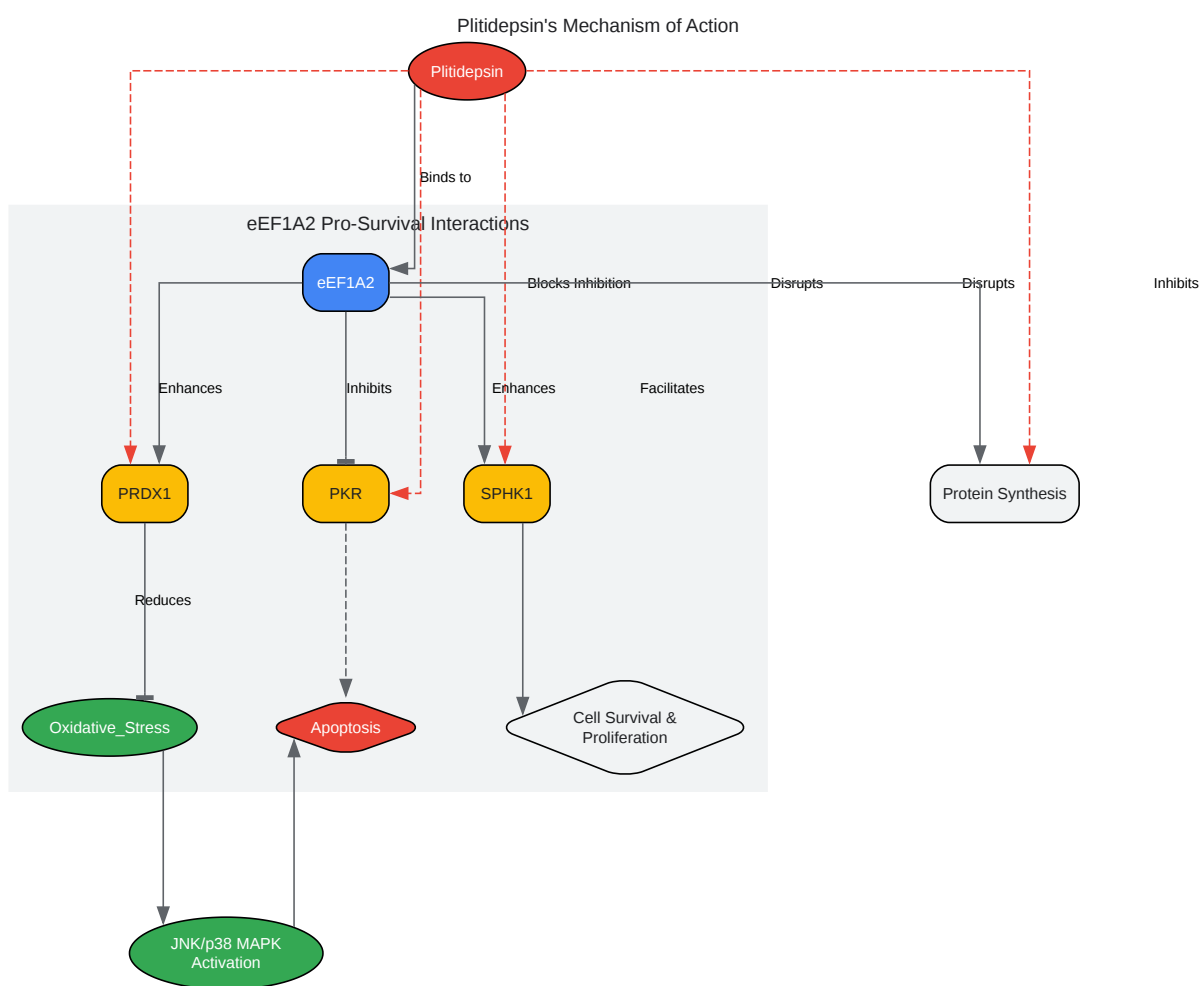 Plitidepsin's Mechanism of Action
Plitidepsin
Binds to
eEF1A2 Pro-Survival Interactions
eEF1A2
Blocks Inhibition
Disrupts
Disrupts
Inhibits
Enhances
Inhibits
Enhances
Facilitates
PRDX1
PKR
SPHK1
Protein Synthesis
Reduces
Oxidative_Stress
Apoptosis
Cell Survival &
Proliferation
JNK/p38 MAPK
Activation